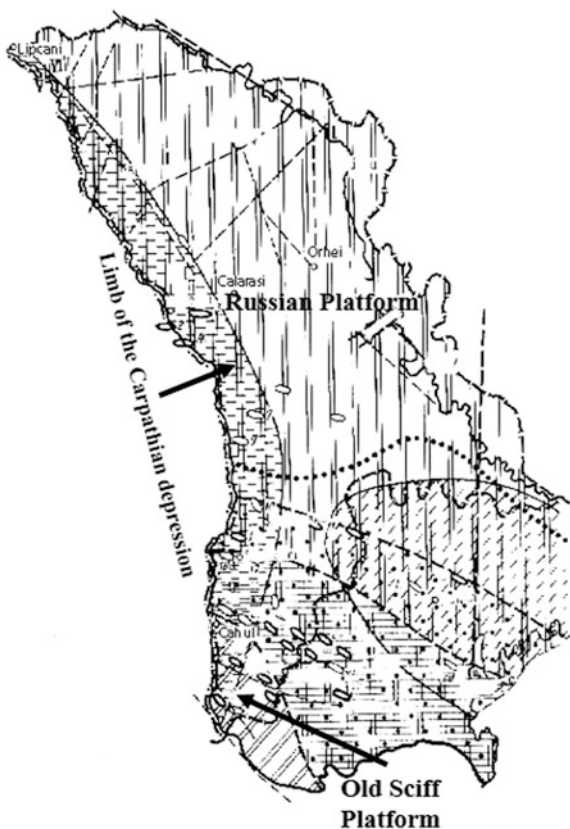 Lipcani
Orhei
Calarasi
Russian Platform
Limb of the Carpathian depression
Cahul
Old Sciff
Platform